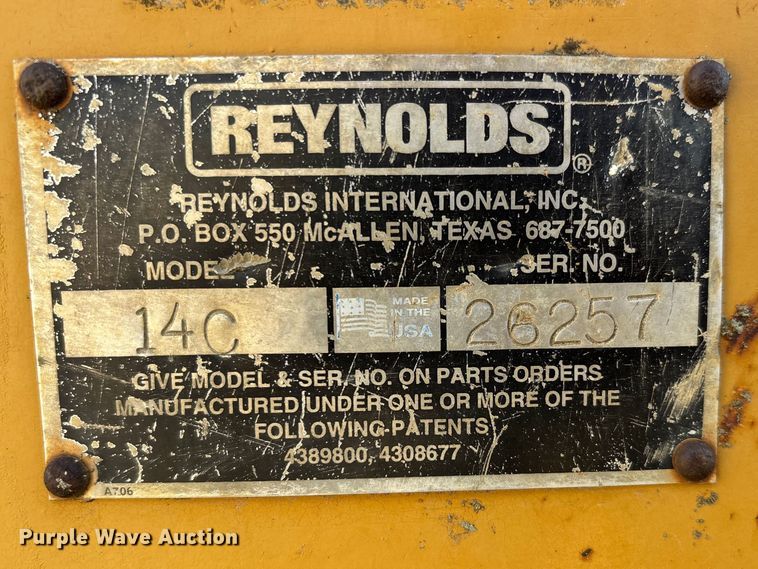 REYNOLDS®
REYNOLDS INTERNATIONAL, INC.
P.O. BOX 550 McALLEN, TEXAS 687-7500
SER. NO.
14C
MADE
IN THE
USA
26257
GIVE MODEL & SER. NO. ON PARTS ORDERS
MANUFACTURED UNDER ONE OR MORE OF THE
FOLLOWING PATENTS
4389800, 4308677
A706
Purple Wave Auction